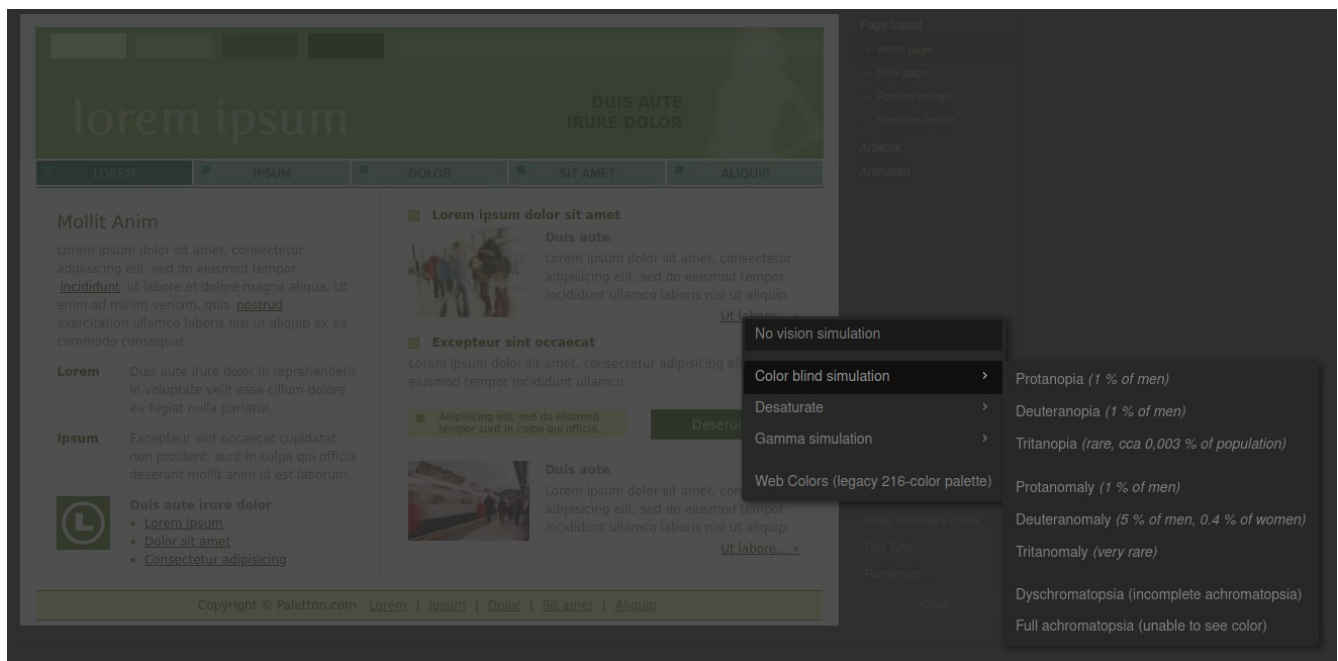 lorem ipsum
DUIS AUTE
IRURE DOLOR
LOREM
IPSUM
DOLOR
SIT AMET
ALIQUIP
Mollit Anim
Lorem ipsum dolor sit amet, consectetur
adipisicing elit, sed do eiusmod tempor
incididunt ut labore et dolore magna aliqua. Ut
enim ad minim veniam, quis nostrud
exercitation ullamco laboris nisi ut aliquip ex ea
commodo consequat.
Lorem
Duis aute irure dolor in reprehenderit
in voluptate velit esse cillum dolore
eu fugiat nulla pariatur.
Ipsum
Excepteur sint occaecat cupidatat
non proident, sunt in culpa qui officia
deserunt mollit anim id est laborum.
L
Duis aute irure dolor
• Lorem ipsum
• Dolor sit amet
• Consectetur adipisicing
Lorem ipsum dolor sit amet
Duis aute
Lorem ipsum dolor sit amet, consectetur
adipisicing elit, sed do eiusmod tempor
incididunt ullamco laboris nisi ut aliquip.
Ut labore... »
Excepteur sint occaecat
Lorem ipsum dolor sit amet, consectetur adipisicing
eiusmod tempor incididunt ullamco.
Adipisicing elit, sed do eiusmod
tempor sunt in culpa qui officia.
Duis aute
Lorem ipsum dolor sit amet,
adipisicing elit, sed do eiusmod tempor
incididunt ullamco laboris nisi ut aliquip.
Ut labore... »
Copyright © Paletton.com Lorem | Ipsum | Dolor | Sit amet | Aliquip
Page layout
→ White page
→ Dark page
→ Positive design
→ Negative design
Artwork
Animated
No vision simulation
Color blind simulation ›
Desaturate ›
Gamma simulation ›
Web Colors (legacy 216-color palette)
Protanopia (1 % of men)
Deuteranopia (1 % of men)
Tritanopia (rare, cca 0,003 % of population)
Protanomaly (1 % of men)
Deuteranomaly (5 % of men, 0.4 % of women)
Tritanomaly (very rare)
Dyschromatopsia (incomplete achromatopsia)
Full achromatopsia (unable to see color)
Swap secondary colors
Fine Tune...
Randomize...
Close